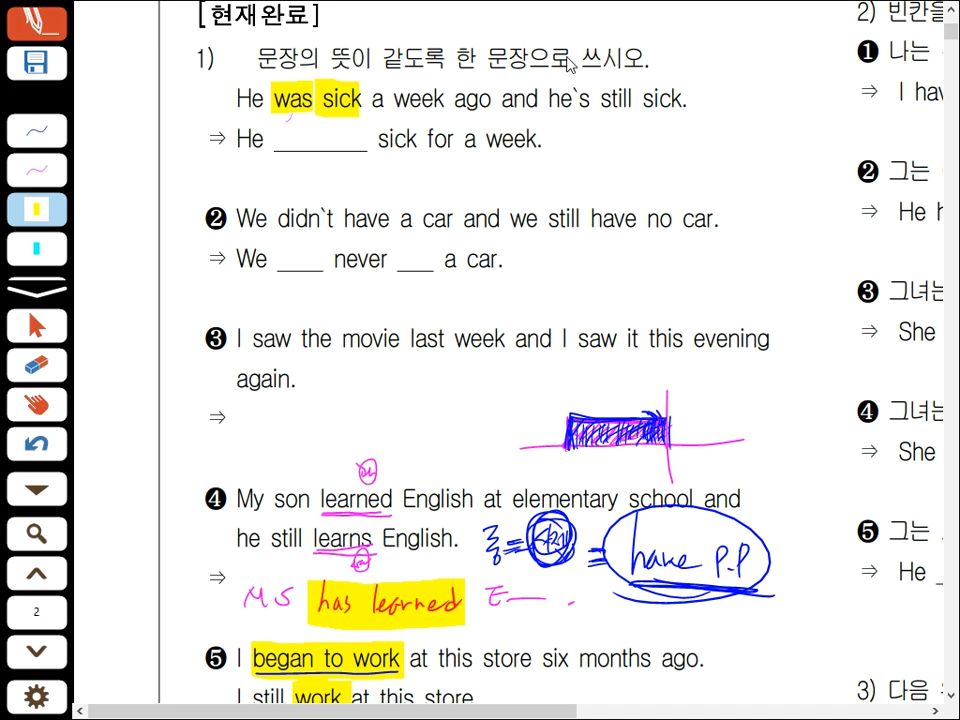 [현재완료]
1) 문장의 뜻이 같도록 한 문장으로 쓰시오.
He was sick a week ago and he`s still sick.
⇒ He ________ sick for a week.
❷ We didn`t have a car and we still have no car.
⇒ We ____ never ___ a car.
❸ I saw the movie last week and I saw it this evening
again.
⇒
❹ My son learned English at elementary school and
he still learns English.
= = have P.P
⇒ M S has learned E .
❺ I began to work at this store six months ago.
I still work at this store
2) 빈칸을
❶ 나는
⇒ I hav
❷ 그는
⇒ He h
❸ 그녀는
⇒ She
❹ 그녀는
⇒ She
❺ 그는
⇒ He _
3) 다음
2